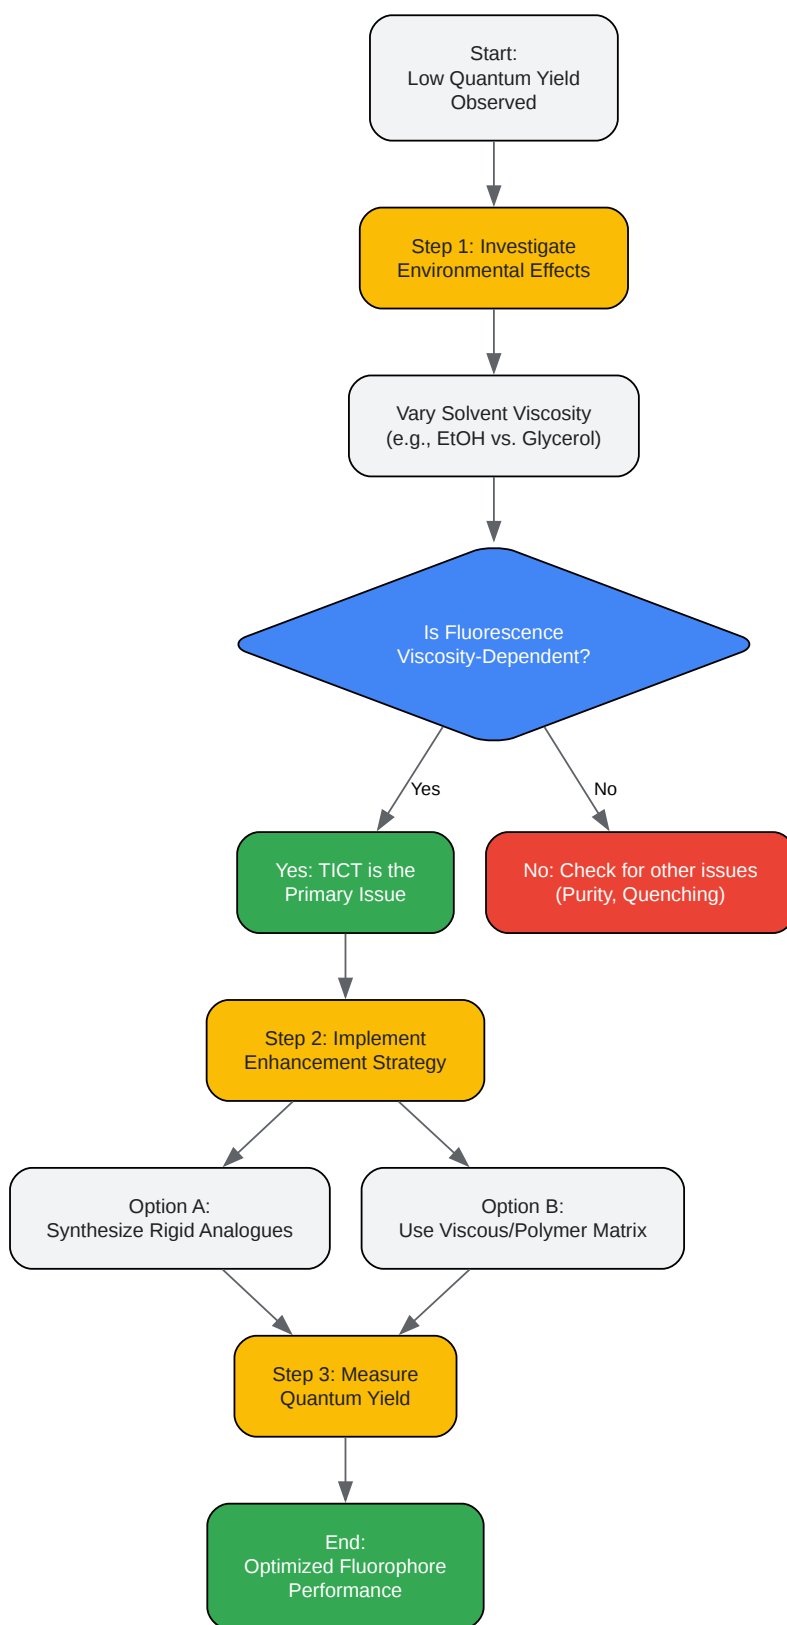 Start:
Low Quantum Yield
Observed
Step 1: Investigate
Environmental Effects
Vary Solvent Viscosity
(e.g., EtOH vs. Glycerol)
Is Fluorescence
Viscosity-Dependent?
Yes
No
Yes: TICT is the
Primary Issue
No: Check for other issues
(Purity, Quenching)
Step 2: Implement
Enhancement Strategy
Option A:
Synthesize Rigid Analogues
Option B:
Use Viscous/Polymer Matrix
Step 3: Measure
Quantum Yield
End:
Optimized Fluorophore
Performance